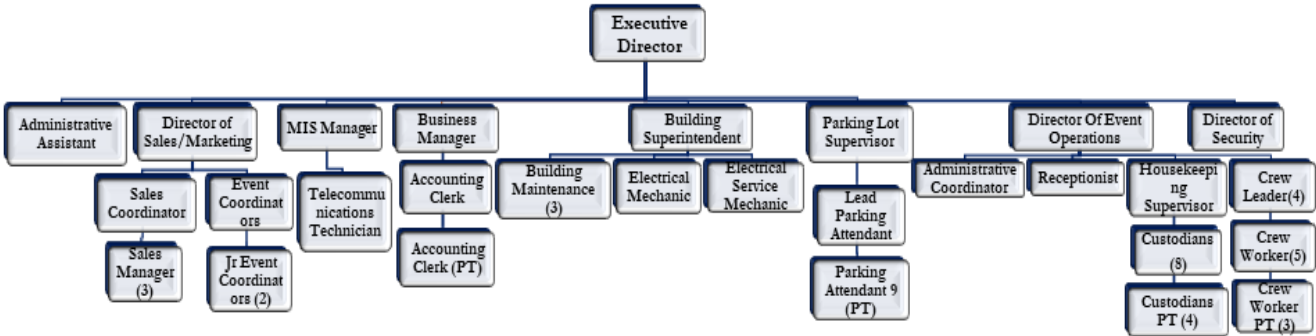 Executive
Director
Administrative
Assistant
Director of
Sales/Marketing
MIS Manager
Business
Manager
Building
Superintendent
Parking Lot
Supervisor
Director Of Event
Operations
Director of
Security
Sales
Coordinator
Event
Coordinat
ors
Telecommu
nications
Technician
Accounting
Clerk
Building
Maintenance
(3)
Electrical
Mechanic
Electrical
Service
Mechanic
Lead
Parking
Attendant
Administrative
Coordinator
Receptionist
Housekeepi
ng
Supervisor
Crew
Leader(4)
Sales
Manager
(3)
Jr Event
Coordinat
ors (2)
Accounting
Clerk (PT)
Parking
Attendant 9
(PT)
Custodians
(8)
Crew
Worker(5)
Custodians
PT (4)
Crew
Worker
PT (3)